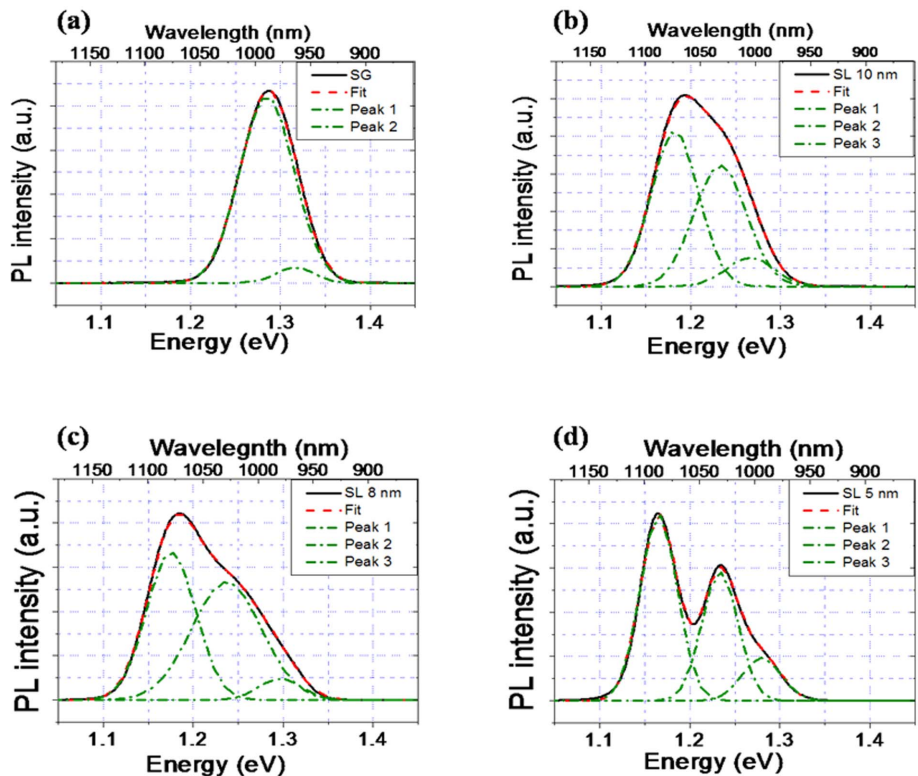 (a)
Wavelength (nm)
1150 1100 1050 1000 950 900
SG
Fit
Peak 1
Peak 2
PL intensity (a.u.)
1.1 1.2 1.3 1.4
Energy (eV)
(b)
Wavelength (nm)
1150 1100 1050 1000 950 900
SL 10 nm
Fit
Peak 1
Peak 2
Peak 3
PL intensity (a.u.)
1.1 1.2 1.3 1.4
Energy (eV)
(c)
Wavelegnth (nm)
1150 1100 1050 1000 950 900
SL 8 nm
Fit
Peak 1
Peak 2
Peak 3
PL intensity (a.u.)
1.1 1.2 1.3 1.4
Energy (eV)
(d)
Wavelength (nm)
1150 1100 1050 1000 950 900
SL 5 nm
Fit
Peak 1
Peak 2
Peak 3
PL intensity (a.u.)
1.1 1.2 1.3 1.4
Energy (eV)